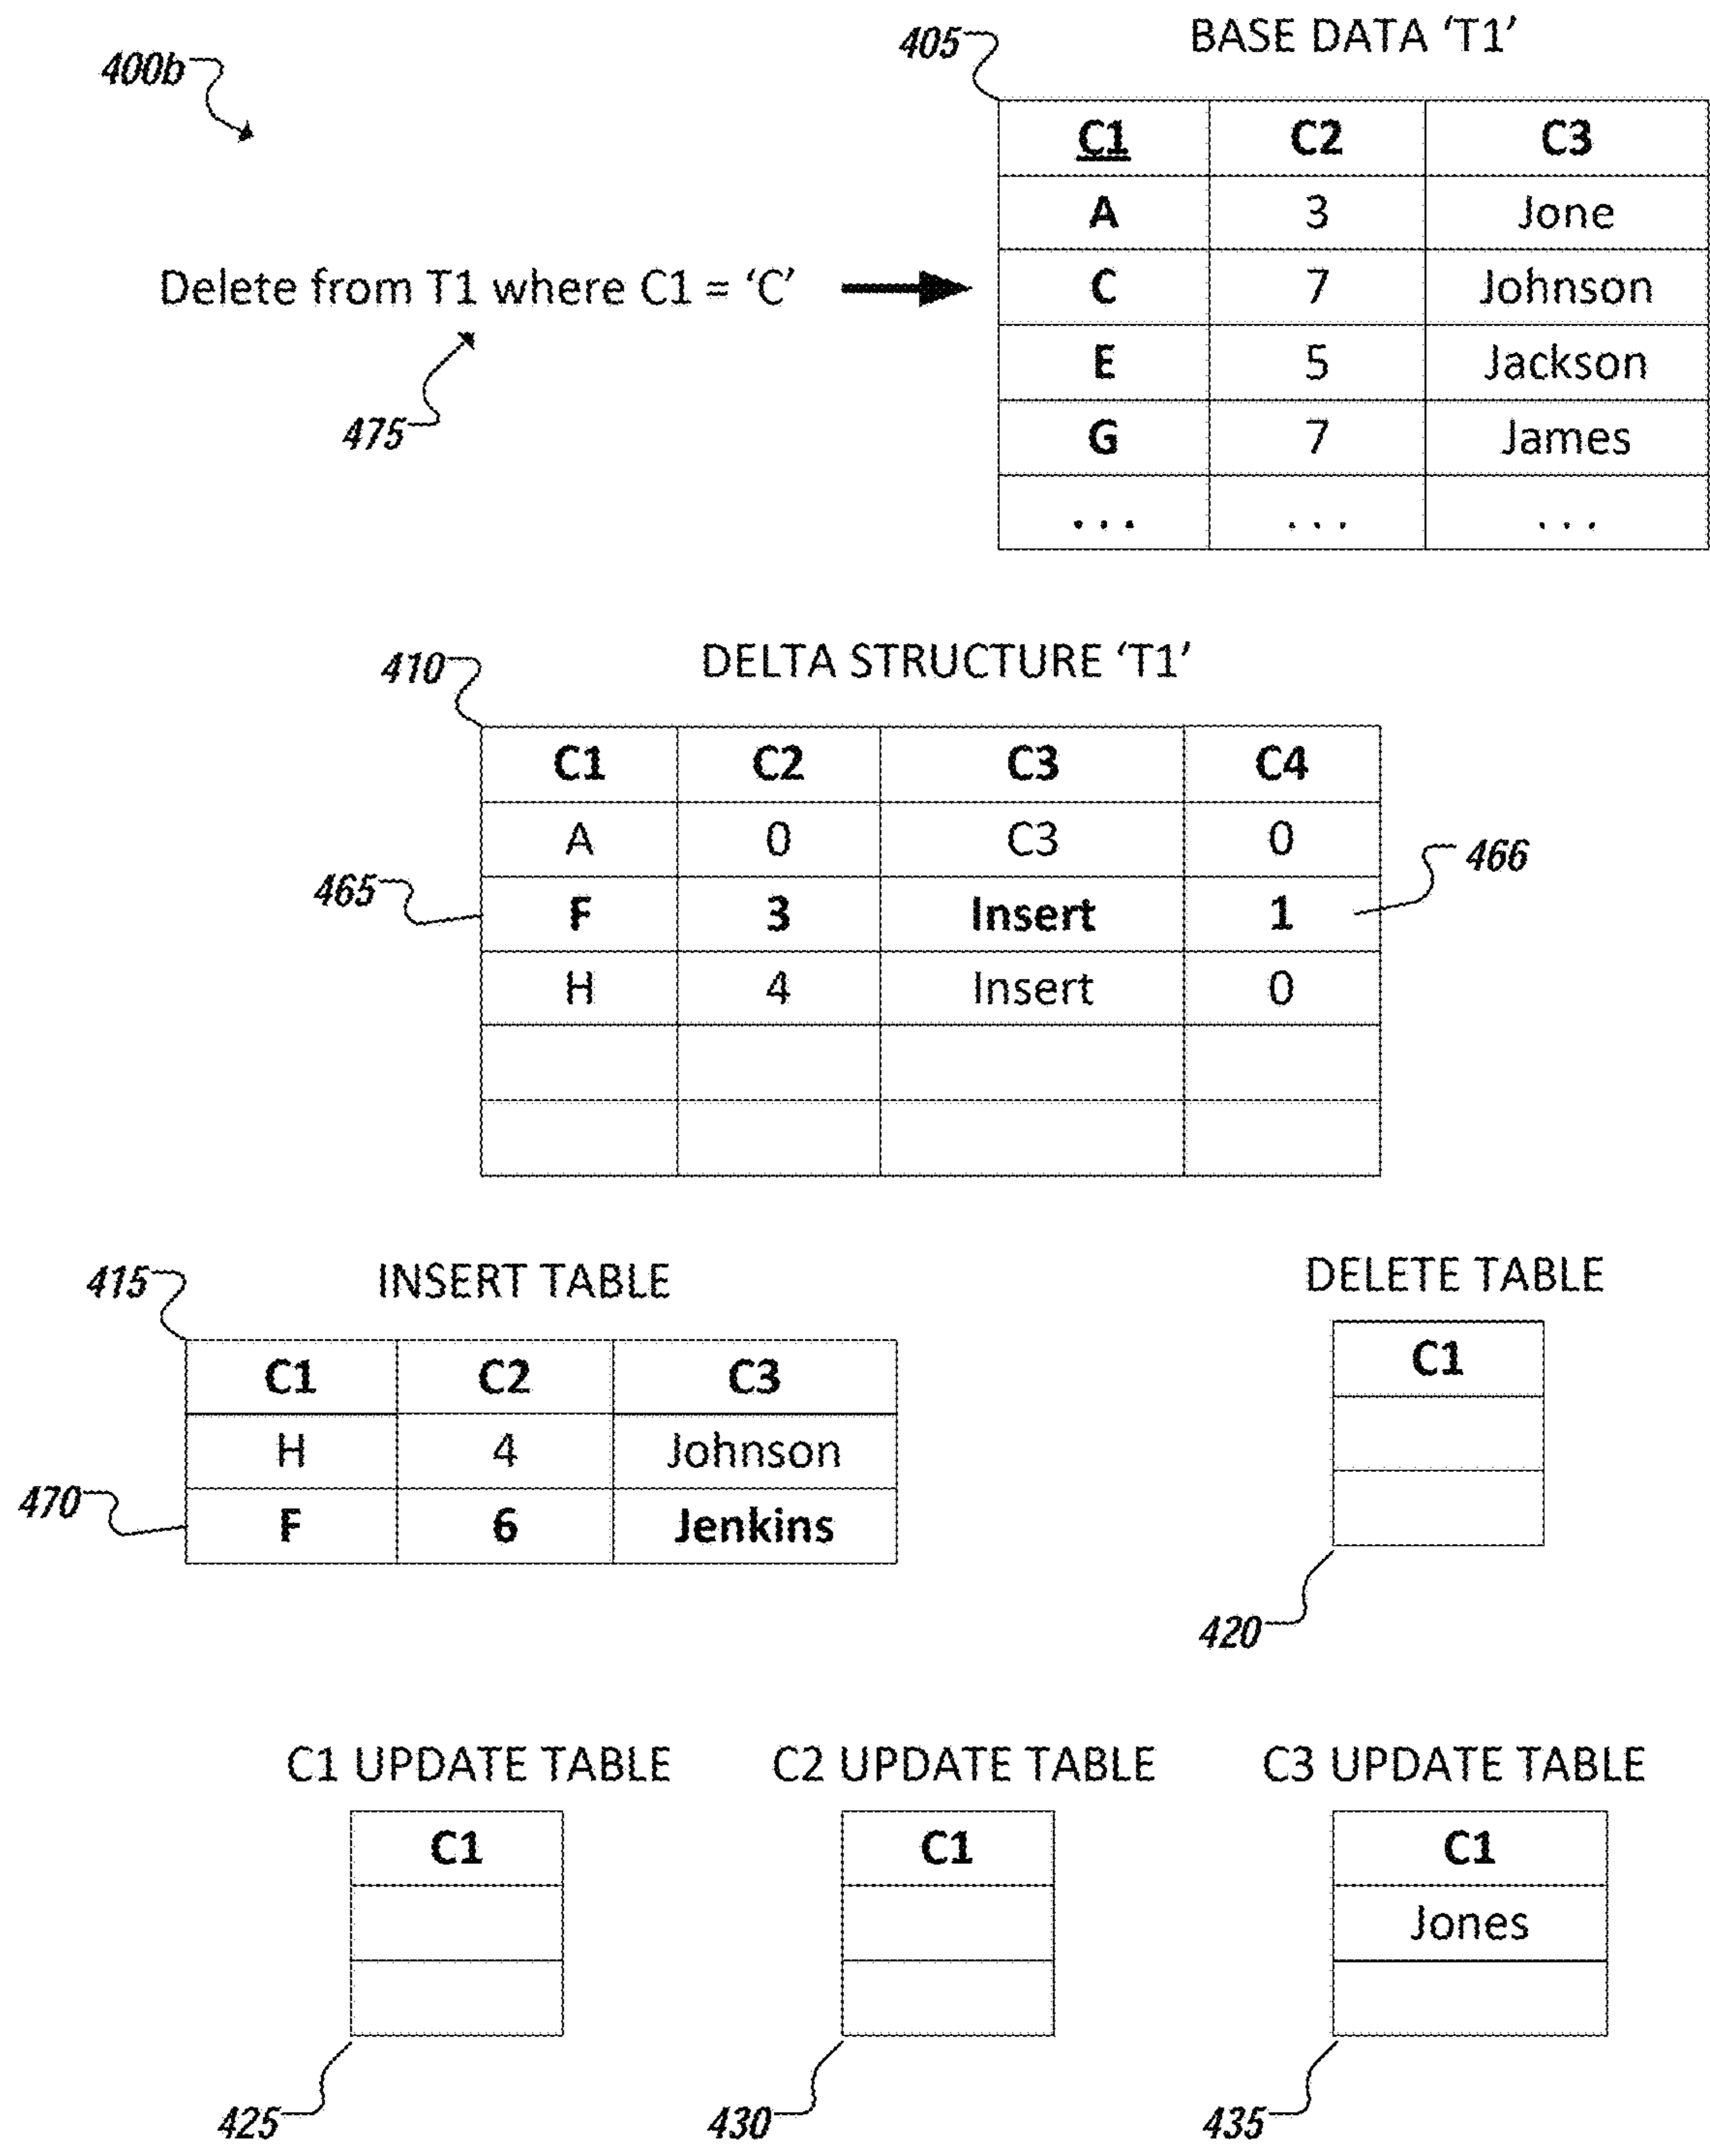 405 BASE DATA ‘T1’
400b
C1 C2 C3
A 3 Jone
Delete from T1 where C1 = ‘C’
C 7 Johnson
E 5 Jackson
475
G 7 James
... ... ...
410 DELTA STRUCTURE ‘T1’
C1 C2 C3 C4
A 0 C3 0
465 F 3 Insert 1 466
H 4 Insert 0
415 INSERT TABLE
DELETE TABLE
C1 C2 C3
C1
H 4 Johnson
470 F 6 Jenkins
420
C1 UPDATE TABLE C2 UPDATE TABLE C3 UPDATE TABLE
C1 C1 C1
Jones
425 430 435